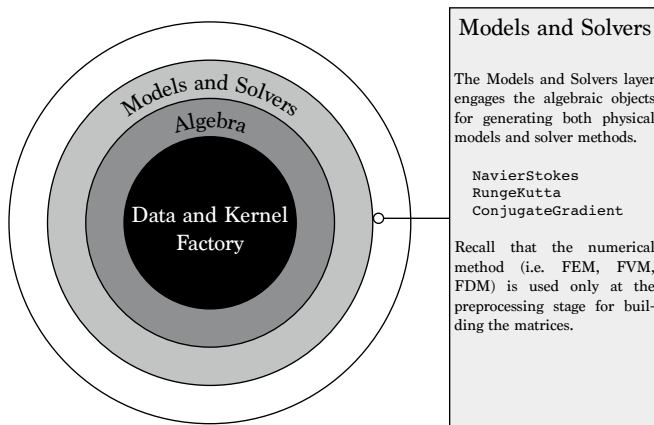 Models and Solvers
Algebra
Data and Kernel
Factory
Models and Solvers
The Models and Solvers layer
engages the algebraic objects
for generating both physical
models and solver methods.
NavierStokes
RungeKutta
ConjugateGradient
Recall that the numerical
method (i.e. FEM, FVM,
FDM) is used only at the
preprocessing stage for buil-
ding the matrices.